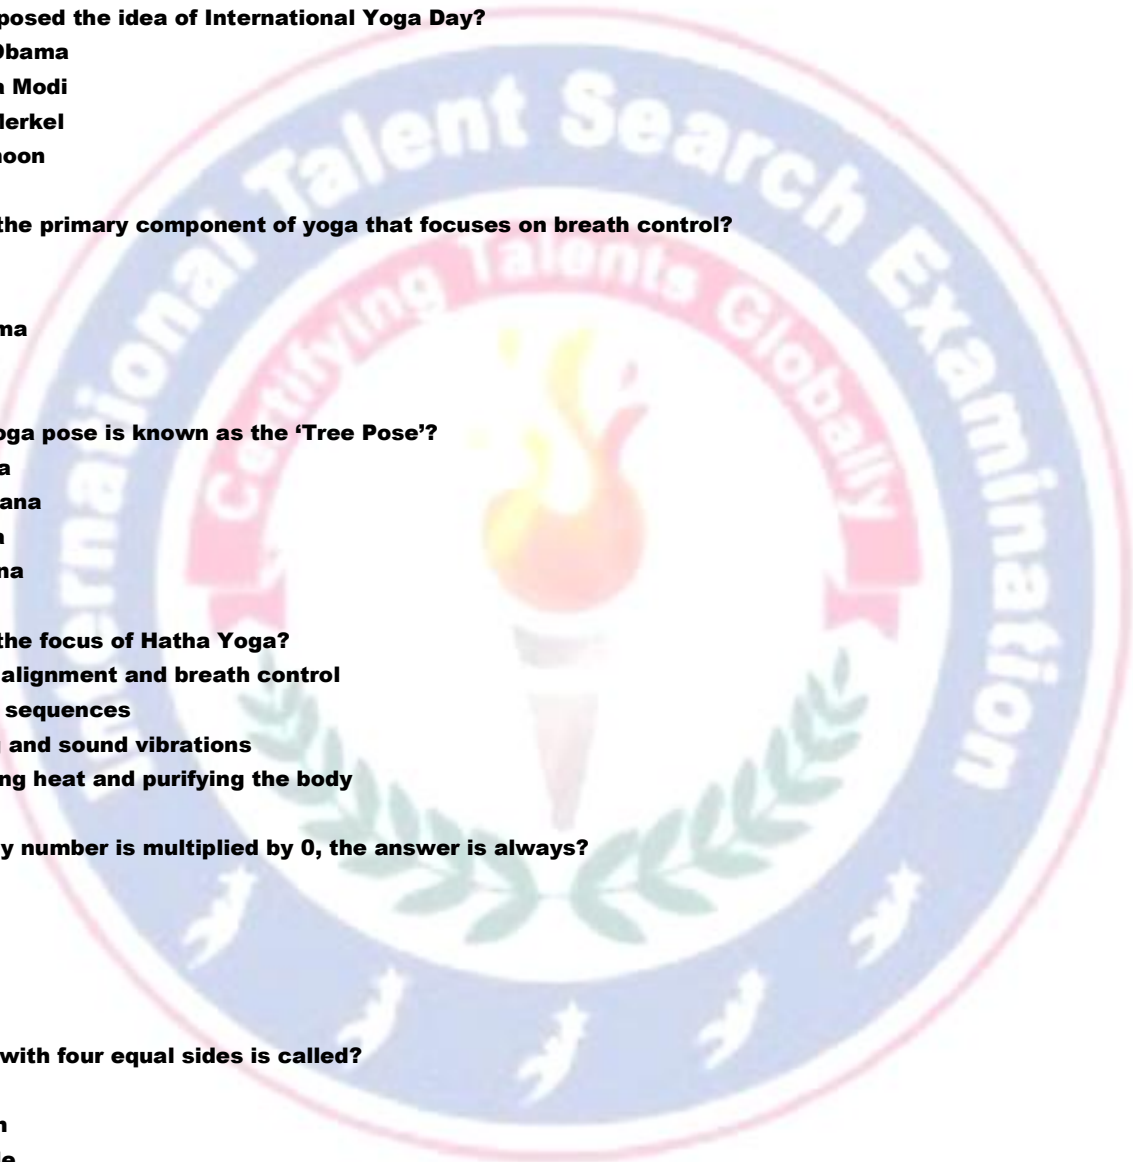 posed the idea of International Yoga Day?
Obama
a Modi
Merkel
moon
the primary component of yoga that focuses on breath control?
ma
oga pose is known as the ‘Tree Pose’?
a
ana
a
na
the focus of Hatha Yoga?
alignment and breath control
sequences
g and sound vibrations
ng heat and purifying the body
y number is multiplied by 0, the answer is always?
with four equal sides is called?
n
le
International Talent Search Examination
Certifying Talents Globally